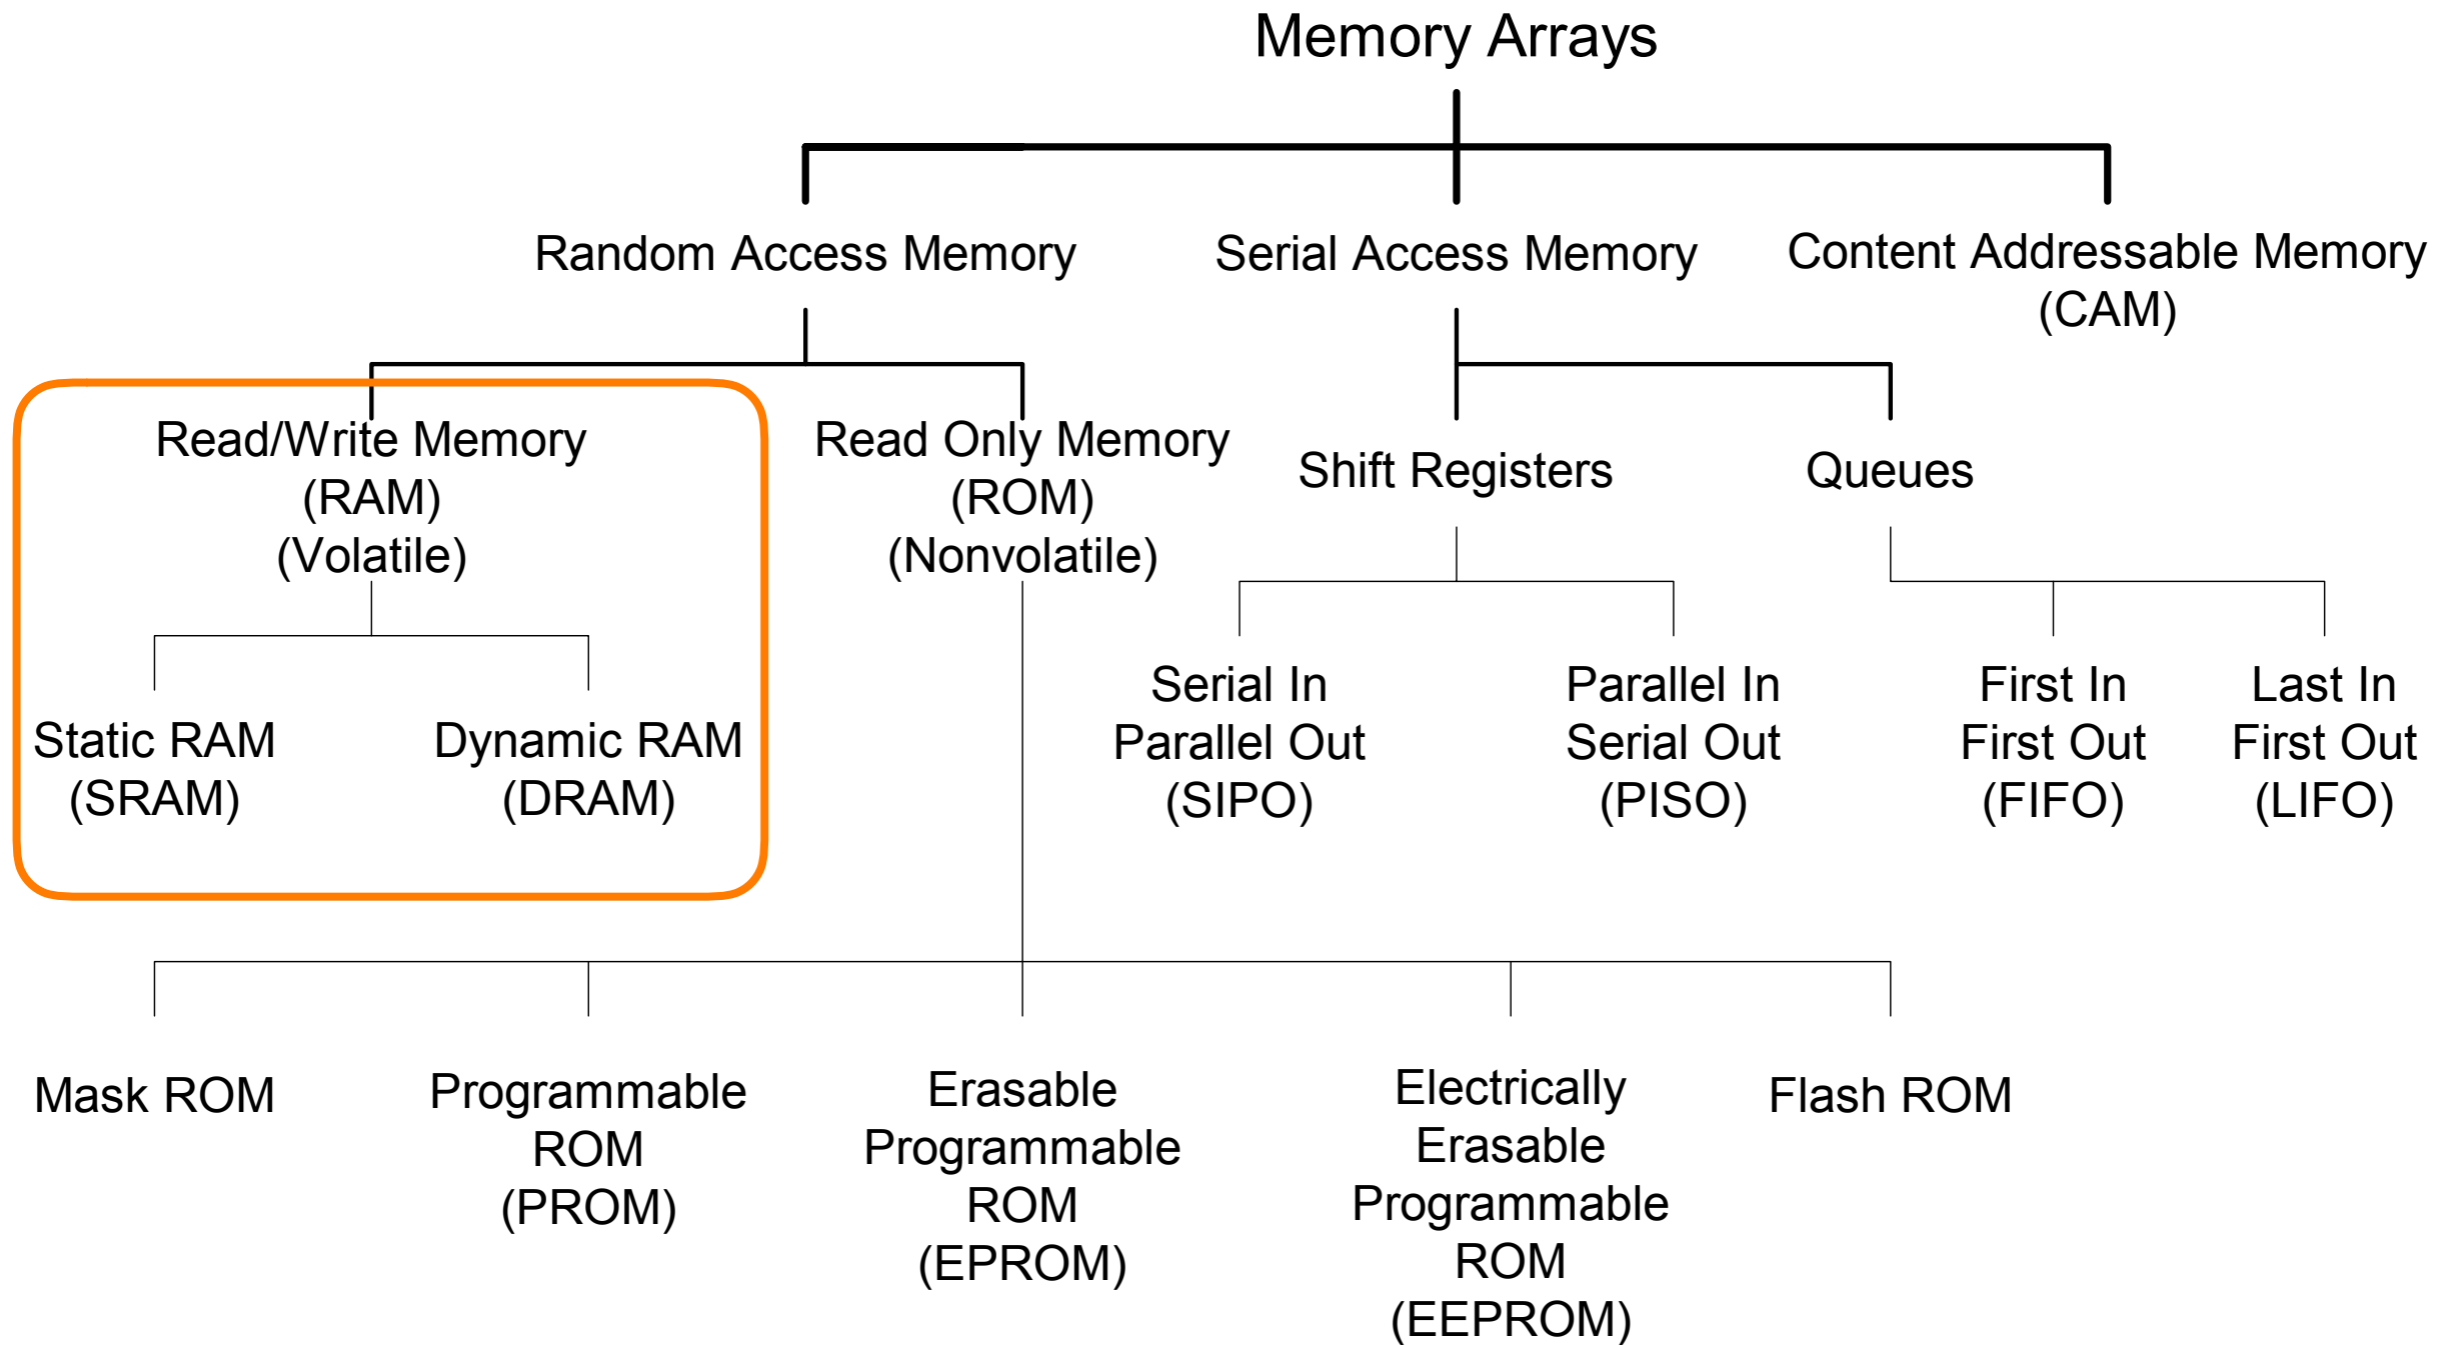 Memory Arrays
Random Access Memory
Serial Access Memory
Content Addressable Memory
(CAM)
Read/Write Memory
(RAM)
(Volatile)
Read Only Memory
(ROM)
(Nonvolatile)
Shift Registers
Queues
Static RAM
(SRAM)
Dynamic RAM
(DRAM)
Serial In
Parallel Out
(SIPO)
Parallel In
Serial Out
(PISO)
First In
First Out
(FIFO)
Last In
First Out
(LIFO)
Mask ROM
Programmable
ROM
(PROM)
Erasable
Programmable
ROM
(EPROM)
Electrically
Erasable
Programmable
ROM
(EEPROM)
Flash ROM